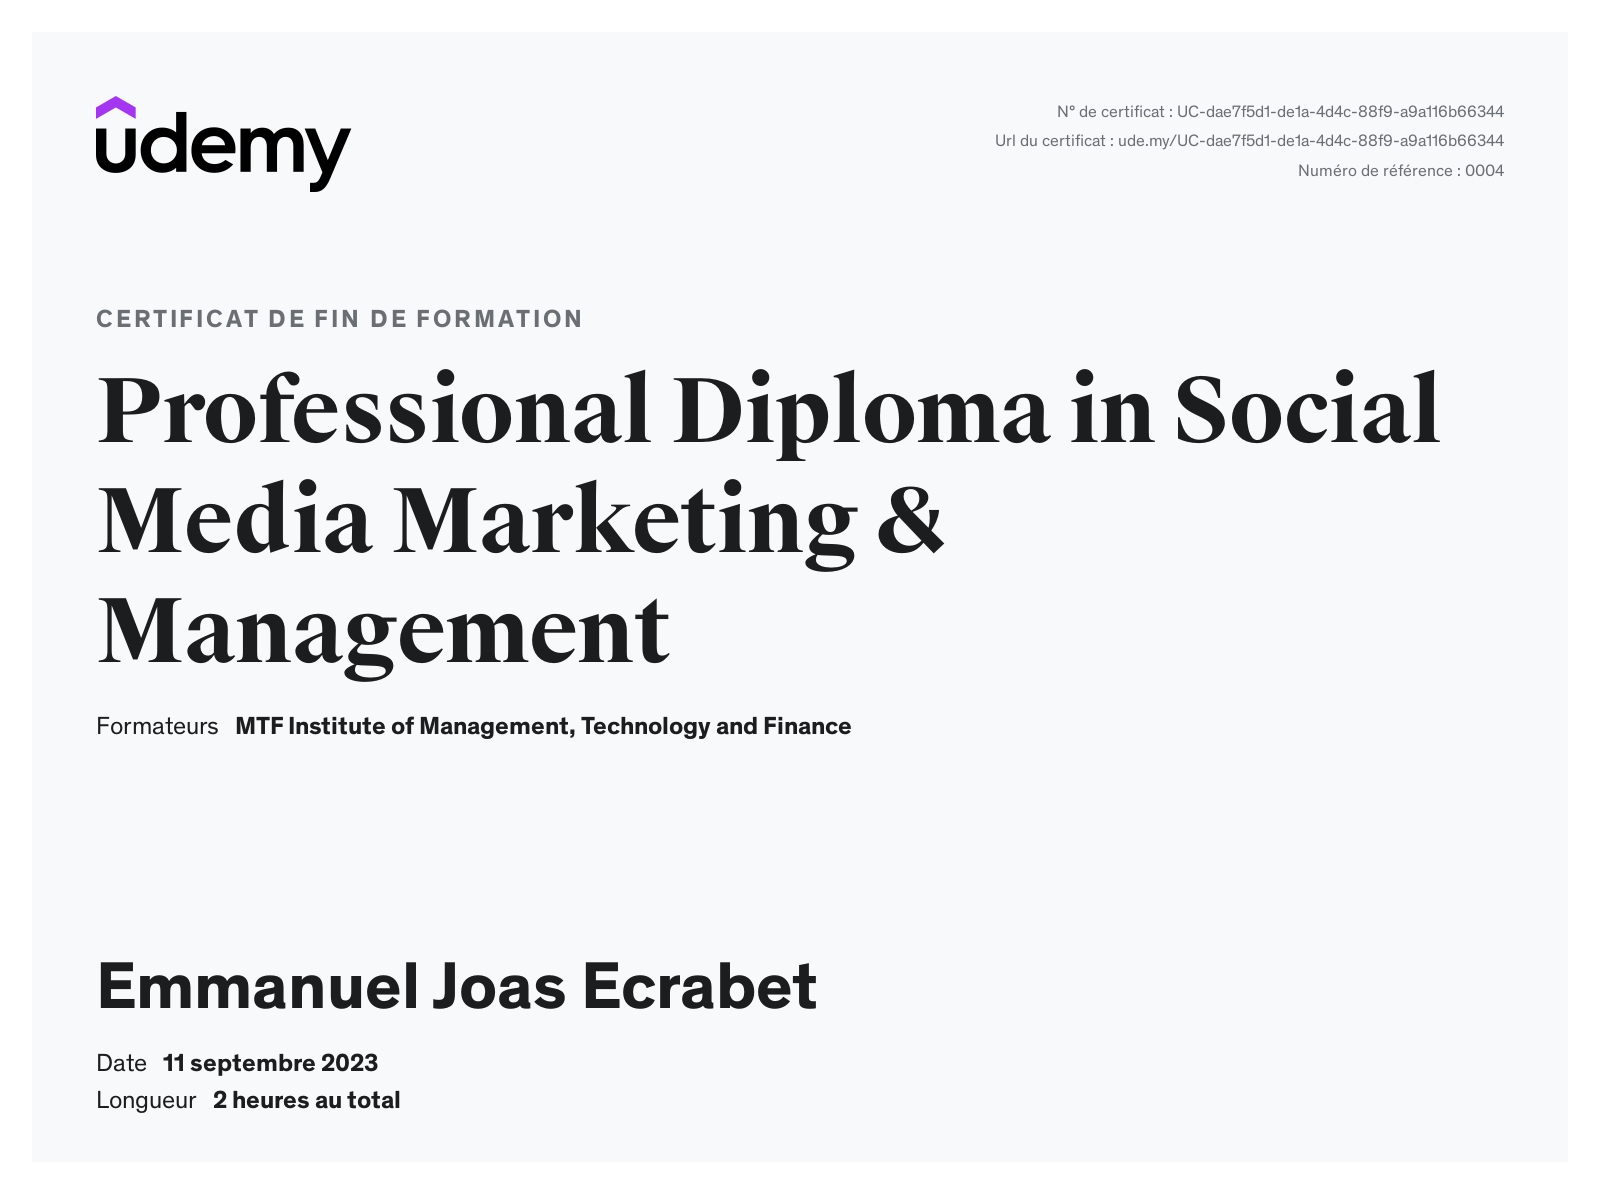 udemy
N° de certificat : UC-dae7f5d1-de1a-4d4c-88f9-a9a116b66344
Url du certificat : ude.my/UC-dae7f5d1-de1a-4d4c-88f9-a9a116b66344
Numéro de référence : 0004
CERTIFICAT DE FIN DE FORMATION
Professional Diploma in Social
Media Marketing &
Management
Formateurs MTF Institute of Management, Technology and Finance
Emmanuel Joas Ecrabet
Date 11 septembre 2023
Longueur 2 heures au total